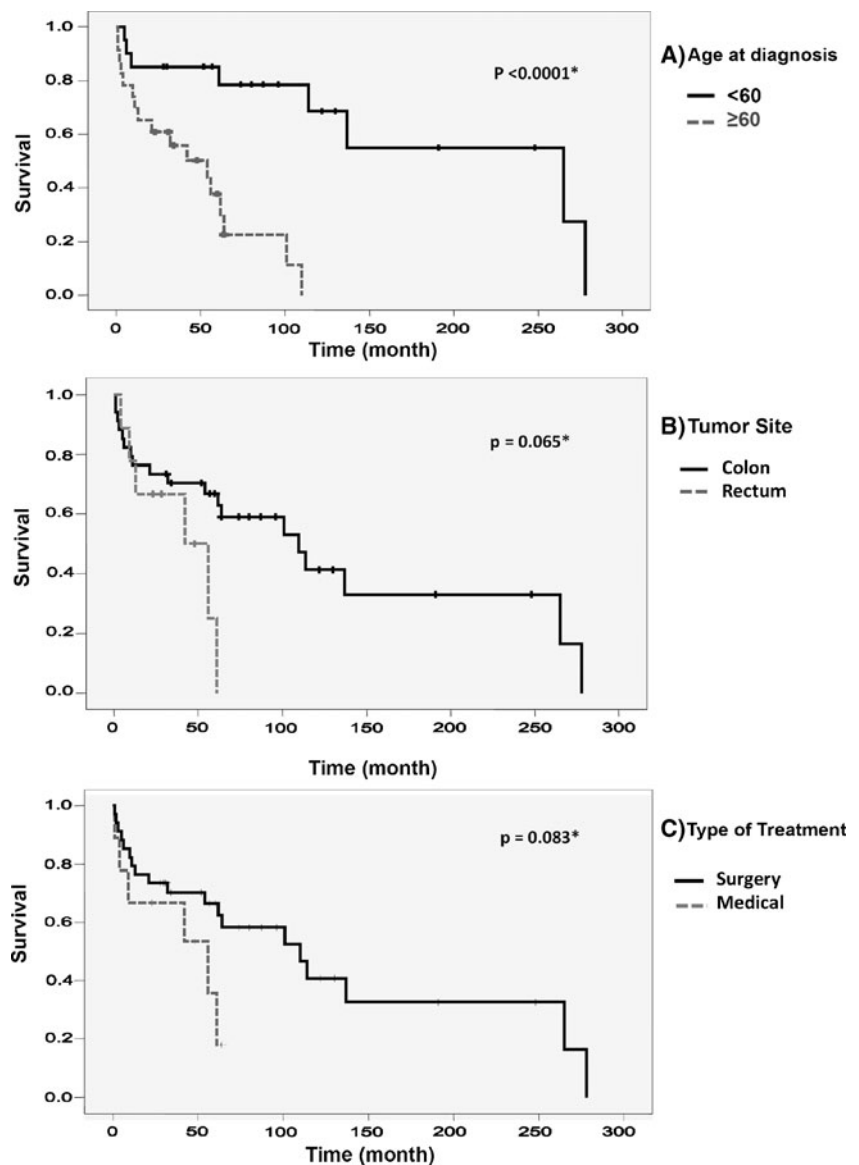 1.0
0.8
0.6
0.4
0.2
0.0
Survival
P <0.0001*
0 50 100 150 200 250 300
Time (month)
A) Age at diagnosis
<60
≥60
1.0
0.8
0.6
0.4
0.2
0.0
Survival
p = 0.065*
0 50 100 150 200 250 300
Time (month)
B) Tumor Site
Colon
Rectum
1.0
0.8
0.6
0.4
0.2
0.0
Survival
p = 0.083*
0 50 100 150 200 250 300
Time (month)
C) Type of Treatment
Surgery
Medical